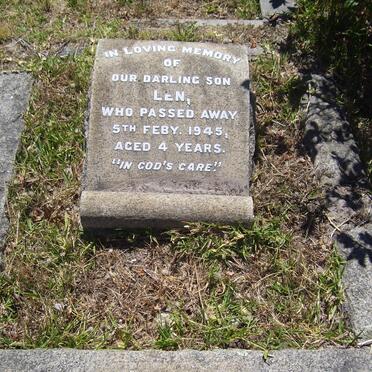 IN LOVING MEMORY
OF
OUR DARLING SON
LEN,
WHO PASSED AWAY
5TH FEBY. 1945,
AGED 4 YEARS.
"IN GOD'S CARE."